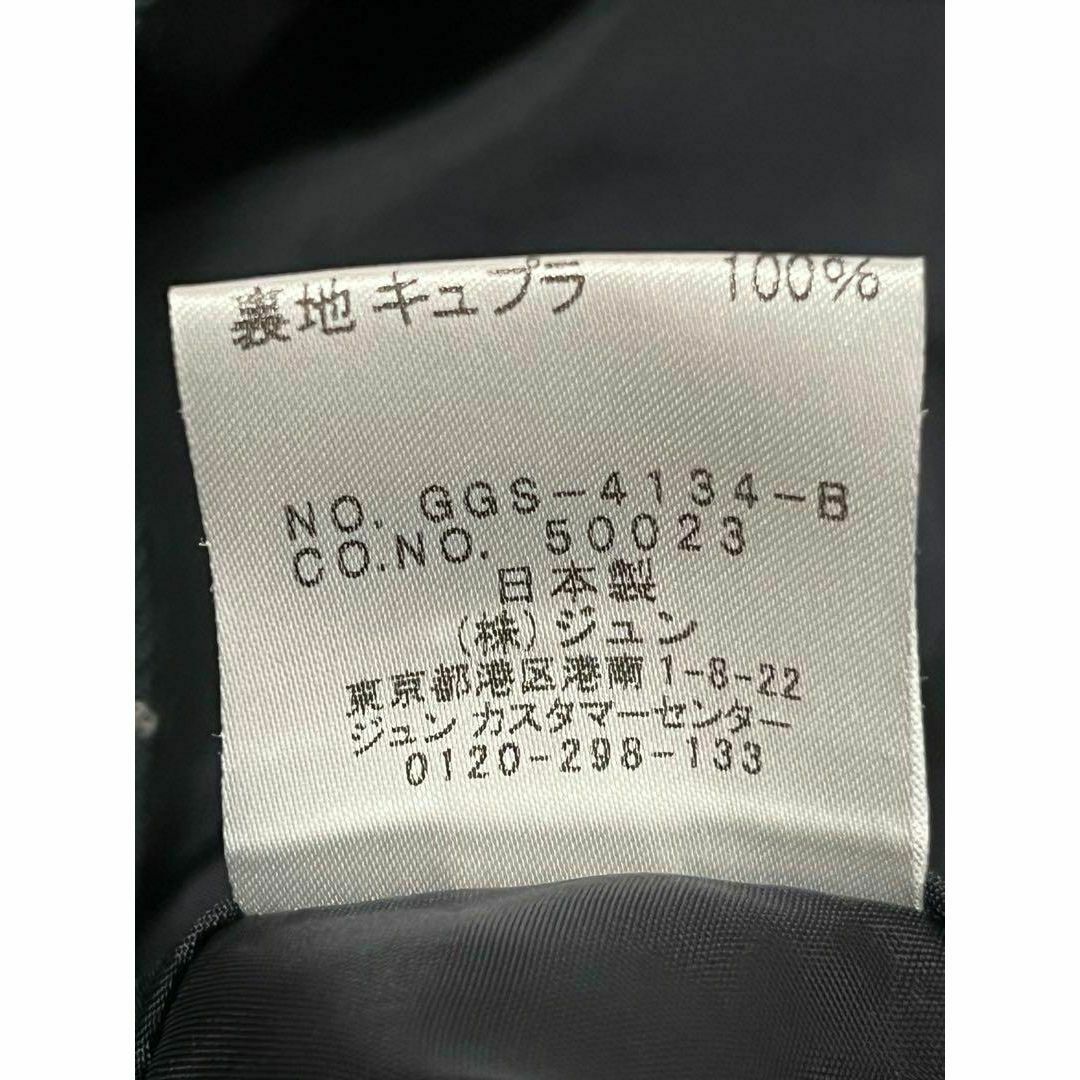 裏地 キュプラ 100%
NO. GGS-4134-B
CO.NO. 50023
日本製
(株)ジュン
東京都港区港南1-8-22
ジュン カスタマーセンター
0120-298-133